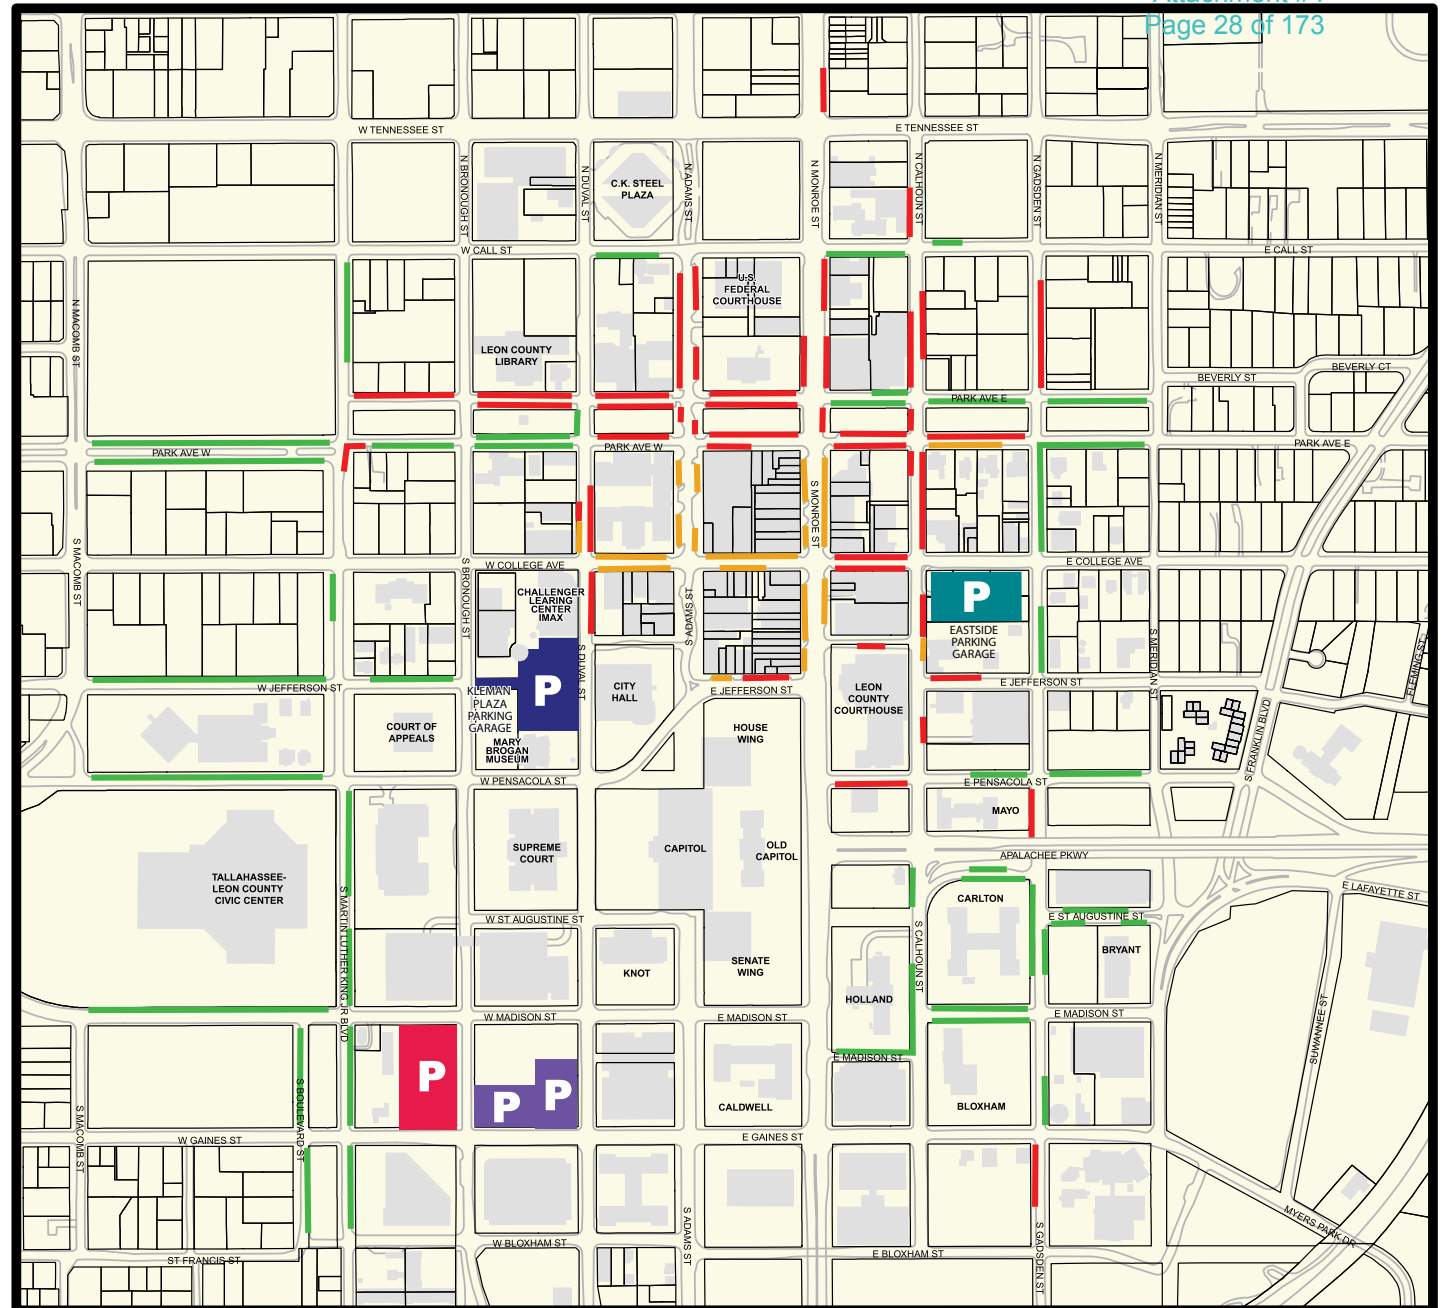 Page 28 of 173
W TENNESSEE ST
E TENNESSEE ST
N BRONOUGH ST
N DUVAL ST
C.K. STEEL
PLAZA
N ADAMS ST
N MONROE ST
N CALHOUN ST
N GADSDEN ST
N MERIDIAN ST
W CALL ST
E CALL ST
N MACOMB ST
U.S.
FEDERAL
COURTHOUSE
LEON COUNTY
LIBRARY
BEVERLY ST
BEVERLY CT
PARK AVE E
PARK AVE W
PARK AVE W
PARK AVE E
S MONROE ST
S MACOMB ST
S BRONOUGH ST
W COLLEGE AVE
E COLLEGE AVE
CHALLENGER
LEARING
CENTER
IMAX
S DUVAL ST
S ADAMS ST
P
EASTSIDE
PARKING
GARAGE
S MERIDIAN ST
FLEMING ST
W JEFFERSON ST
E JEFFERSON ST
E JEFFERSON ST
P
KLEMAN
PLAZA
PARKING
GARAGE
CITY
HALL
LEON
COUNTY
COURTHOUSE
COURT OF
APPEALS
MARY
BROGAN
MUSEUM
HOUSE
WING
S FRANKLIN BLVD
W PENSACOLA ST
E PENSACOLA ST
MAYO
SUPREME
COURT
CAPITOL
OLD
CAPITOL
APALACHEE PKWY
TALLAHASSEE-
LEON COUNTY
CIVIC CENTER
S MARTIN LUTHER KING JR BLVD
CARLTON
E LAFAYETTE ST
W ST AUGUSTINE ST
E ST AUGUSTINE ST
S CALHOUN ST
KNOT
SENATE
WING
BRYANT
HOLLAND
W MADISON ST
E MADISON ST
E MADISON ST
E MADISON ST
SUWANNEE ST
P
P
P
S BOULEVARD ST
S MACOMB ST
CALDWELL
BLOXHAM
W GAINES ST
E GAINES ST
S ADAMS ST
S GADSDEN ST
MYERS PARK DR
W BLOXHAM ST
E BLOXHAM ST
ST FRANCIS ST